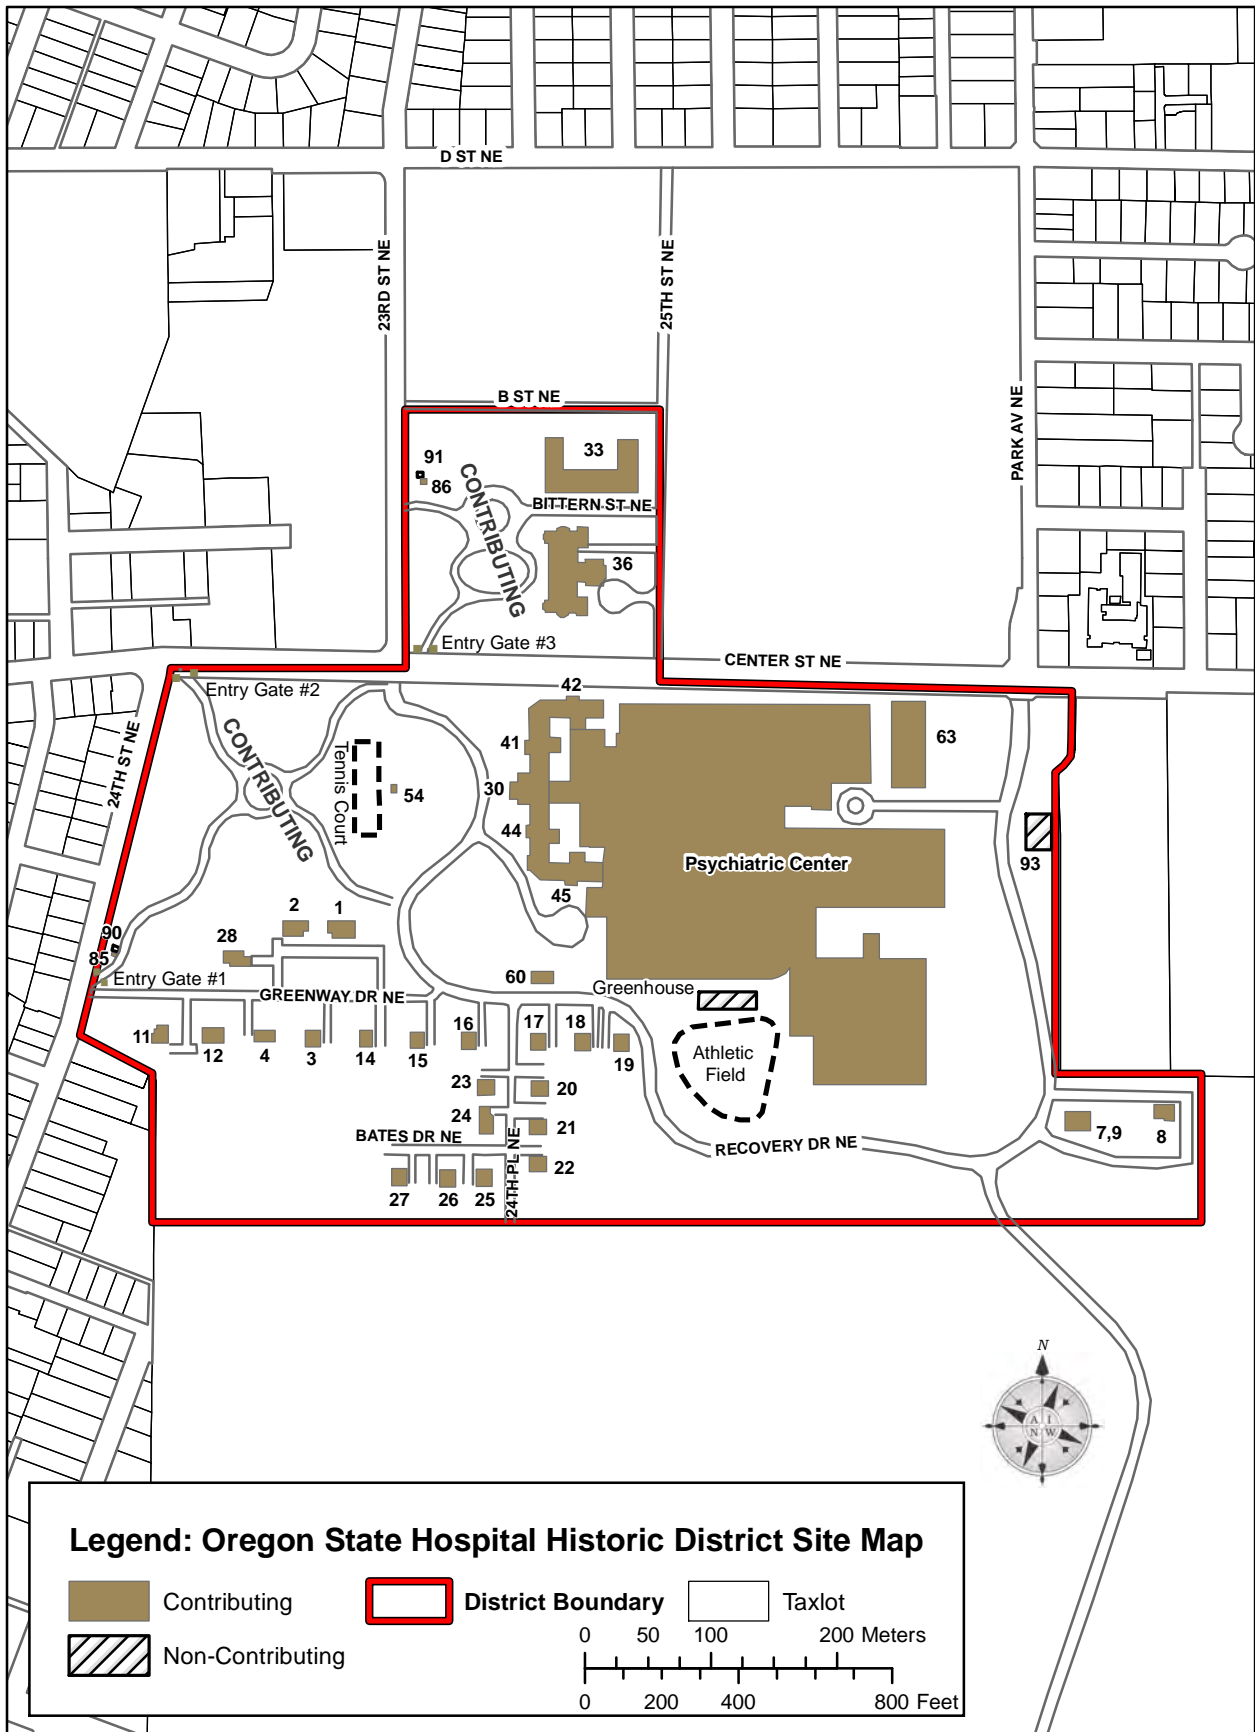 D ST NE
23RD ST NE
25TH ST NE
B ST NE
PARK AV NE
33
91
86
CONTRIBUTING
BITTERN ST NE
36
Entry Gate #3
CENTER ST NE
Entry Gate #2
42
24TH ST NE
CONTRIBUTING
Tennis Court
41
63
30
54
44
Psychiatric Center
93
45
2
1
90
28
85
Entry Gate #1
60
Greenhouse
GREENWAY DR NE
11
12
4
3
14
15
16
17
18
19
Athletic
Field
23
20
24
21
7,9
8
BATES DR NE
24TH PL NE
RECOVERY DR NE
22
27
26
25
N
A I
N W
Legend: Oregon State Hospital Historic District Site Map
Contributing
District Boundary
Taxlot
Non-Contributing
0 50 100 200 Meters
0 200 400 800 Feet